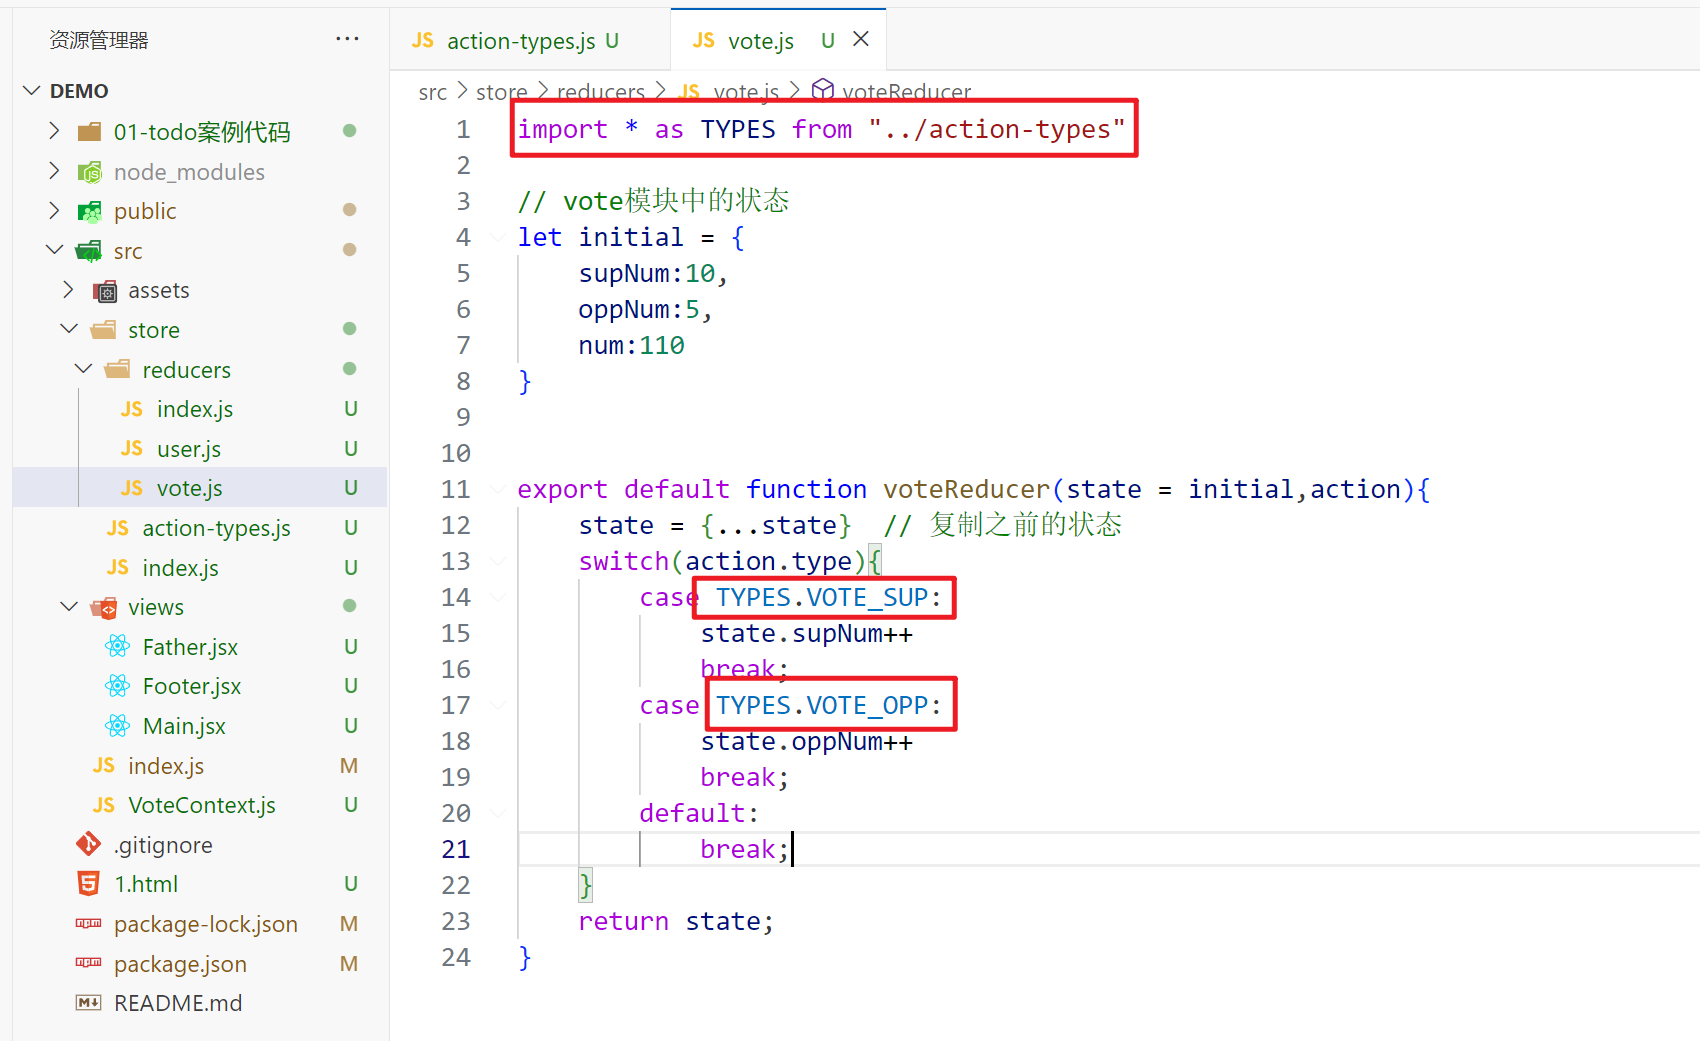 资源管理器 ···
DEMO
01-todo案例代码
node_modules
public
src
assets
store
reducers
JS index.js U
JS user.js U
JS vote.js U
JS action-types.js U
JS index.js U
views
Father.jsx U
Footer.jsx U
Main.jsx U
JS index.js M
JS VoteContext.js U
.gitignore
1.html U
package-lock.json M
package.json M
README.md
JS action-types.js U
JS vote.js U
src > store > reducers > JS vote.js > voteReducer
1 import * as TYPES from "../action-types"
2
3 // vote模块中的状态
4 let initial = {
5 supNum:10,
6 oppNum:5,
7 num:110
8 }
9
10
11 export default function voteReducer(state = initial,action){
12 state = {...state} // 复制之前的状态
13 switch(action.type){
14 case TYPES.VOTE_SUP:
15 state.supNum++
16 break;
17 case TYPES.VOTE_OPP:
18 state.oppNum++
19 break;
20 default:
21 break;
22 }
23 return state;
24 }